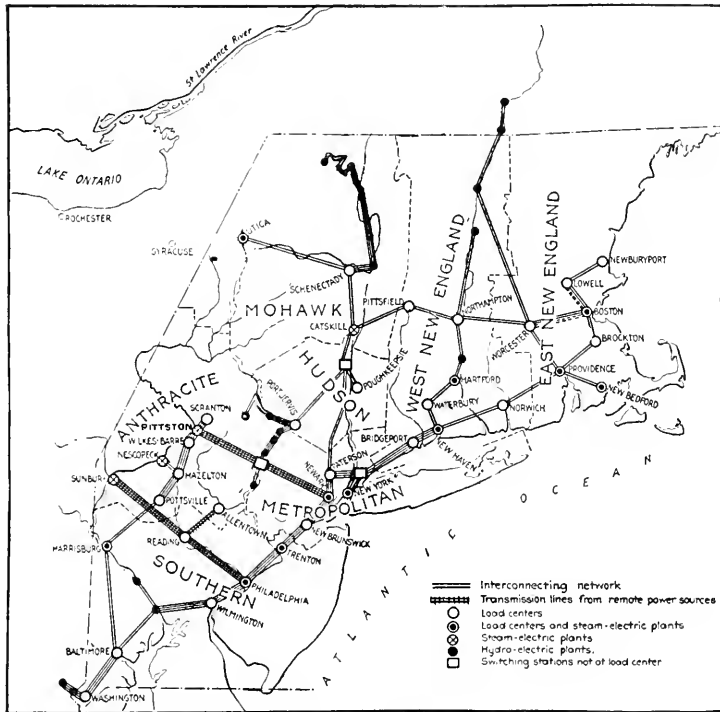 St Lawrence River
LAKE ONTARIO
ROCHESTER
SYRACUSE
UTICA
SCHENECTADY
MOHAWK
CATSKILL
PITTSFIELD
NORTHAMPTON
WEST NEW ENGLAND
EAST NEW ENGLAND
NEWBURYPORT
LOWELL
BOSTON
WORCESTER
BROCKTON
PROVIDENCE
NEW BEDFORD
HUDSON
POUGHKEEPSIE
HARTFORD
WATERBURY
NORWICH
BRIDGEPORT
NEW HAVEN
ANTHRACITE
PORT JERVIS
SCRANTON
PITTSTON
WILKES-BARRE
NESCOPECK
HAZELTON
SUNBUR
POTTSVILLE
PATERSON
NEWARK
NEW YORK
METROPOLITAN
ALLENTOWN
NEW BRUNSWICK
READING
HARRISBURG
TRENTON
SOUTHERN
PHILADELPHIA
WILMINGTON
BALTIMORE
WASHINGTON
ATLANTIC OCEAN
Interconnecting network
Transmission lines from remote power sources
Load centers
Load centers and steam-electric plants
Steam-electric plants
Hydro-electric plants.
Switching stations not at load center